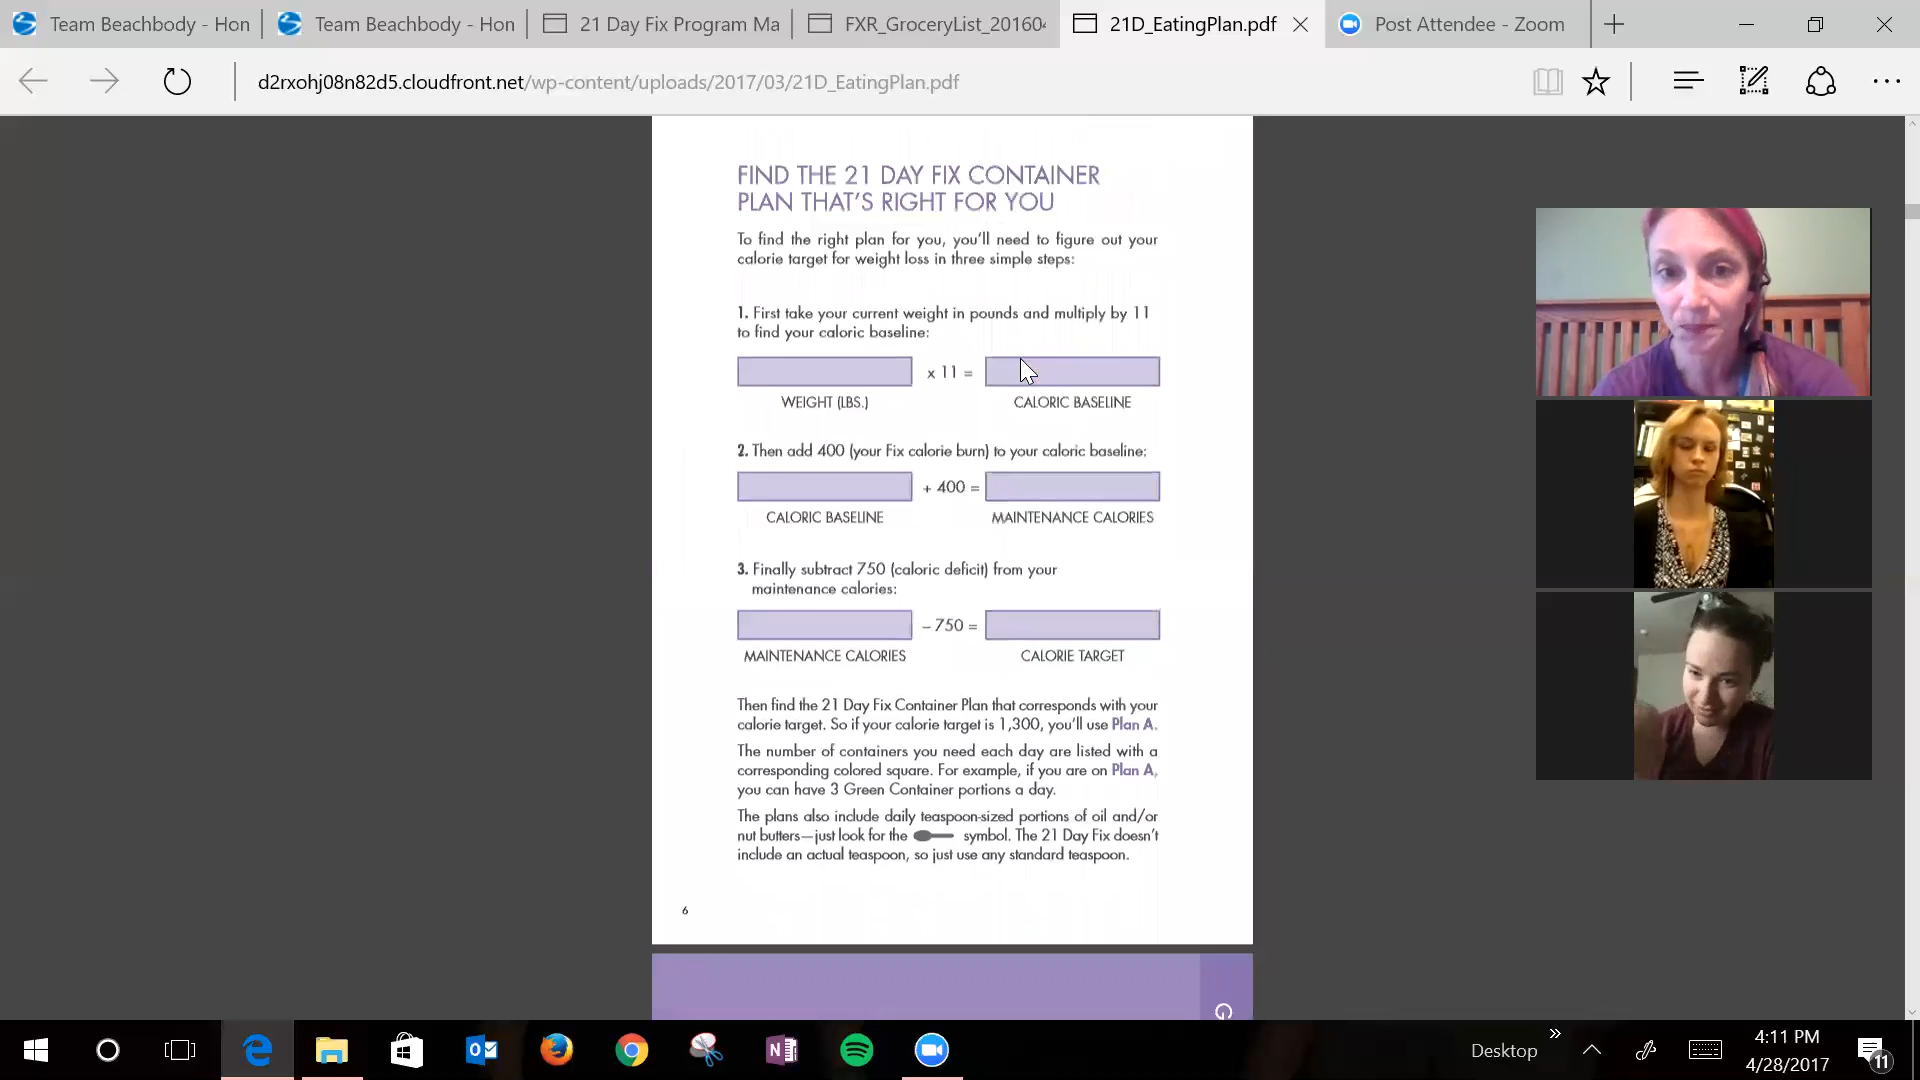 Team Beachbody - Hon
Team Beachbody - Hon
21 Day Fix Program Ma
FXR_GroceryList_20160
21D_EatingPlan.pdf
Post Attendee - Zoom
d2rxohj08n82d5.cloudfront.net/wp-content/uploads/2017/03/21D_EatingPlan.pdf
FIND THE 21 DAY FIX CONTAINER
PLAN THAT'S RIGHT FOR YOU
To find the right plan for you, you'll need to figure out your
calorie target for weight loss in three simple steps:
1. First take your current weight in pounds and multiply by 11
to find your caloric baseline:
x 11 =
WEIGHT (LBS.)
CALORIC BASELINE
2. Then add 400 (your Fix calorie burn) to your caloric baseline:
+ 400 =
CALORIC BASELINE
MAINTENANCE CALORIES
3. Finally subtract 750 (caloric deficit) from your
maintenance calories:
– 750 =
MAINTENANCE CALORIES
CALORIE TARGET
Then find the 21 Day Fix Container Plan that corresponds with your
calorie target. So if your calorie target is 1,300, you'll use Plan A.
The number of containers you need each day are listed with a
corresponding colored square. For example, if you are on Plan A,
you can have 3 Green Container portions a day.
The plans also include daily teaspoon-sized portions of oil and/or
nut butters—just look for the symbol. The 21 Day Fix doesn't
include an actual teaspoon, so just use any standard teaspoon.
6
G
Desktop
4:11 PM
4/28/2017
11